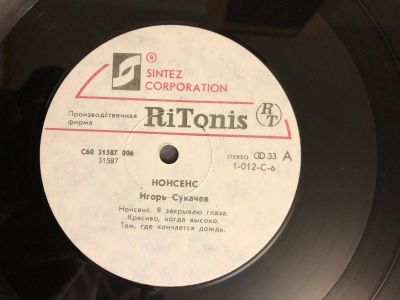 ®
SINTEZ
CORPORATION
Производственная
фирма
RiTonis
RT
С60 31587 006
31587
STEREO 33 A
1-012-С-6
НОНСЕНС
Игорь Сукачев
Нонсенс. Я закрываю глаза.
Красиво, когда высоко.
Там, где кончается дождь.